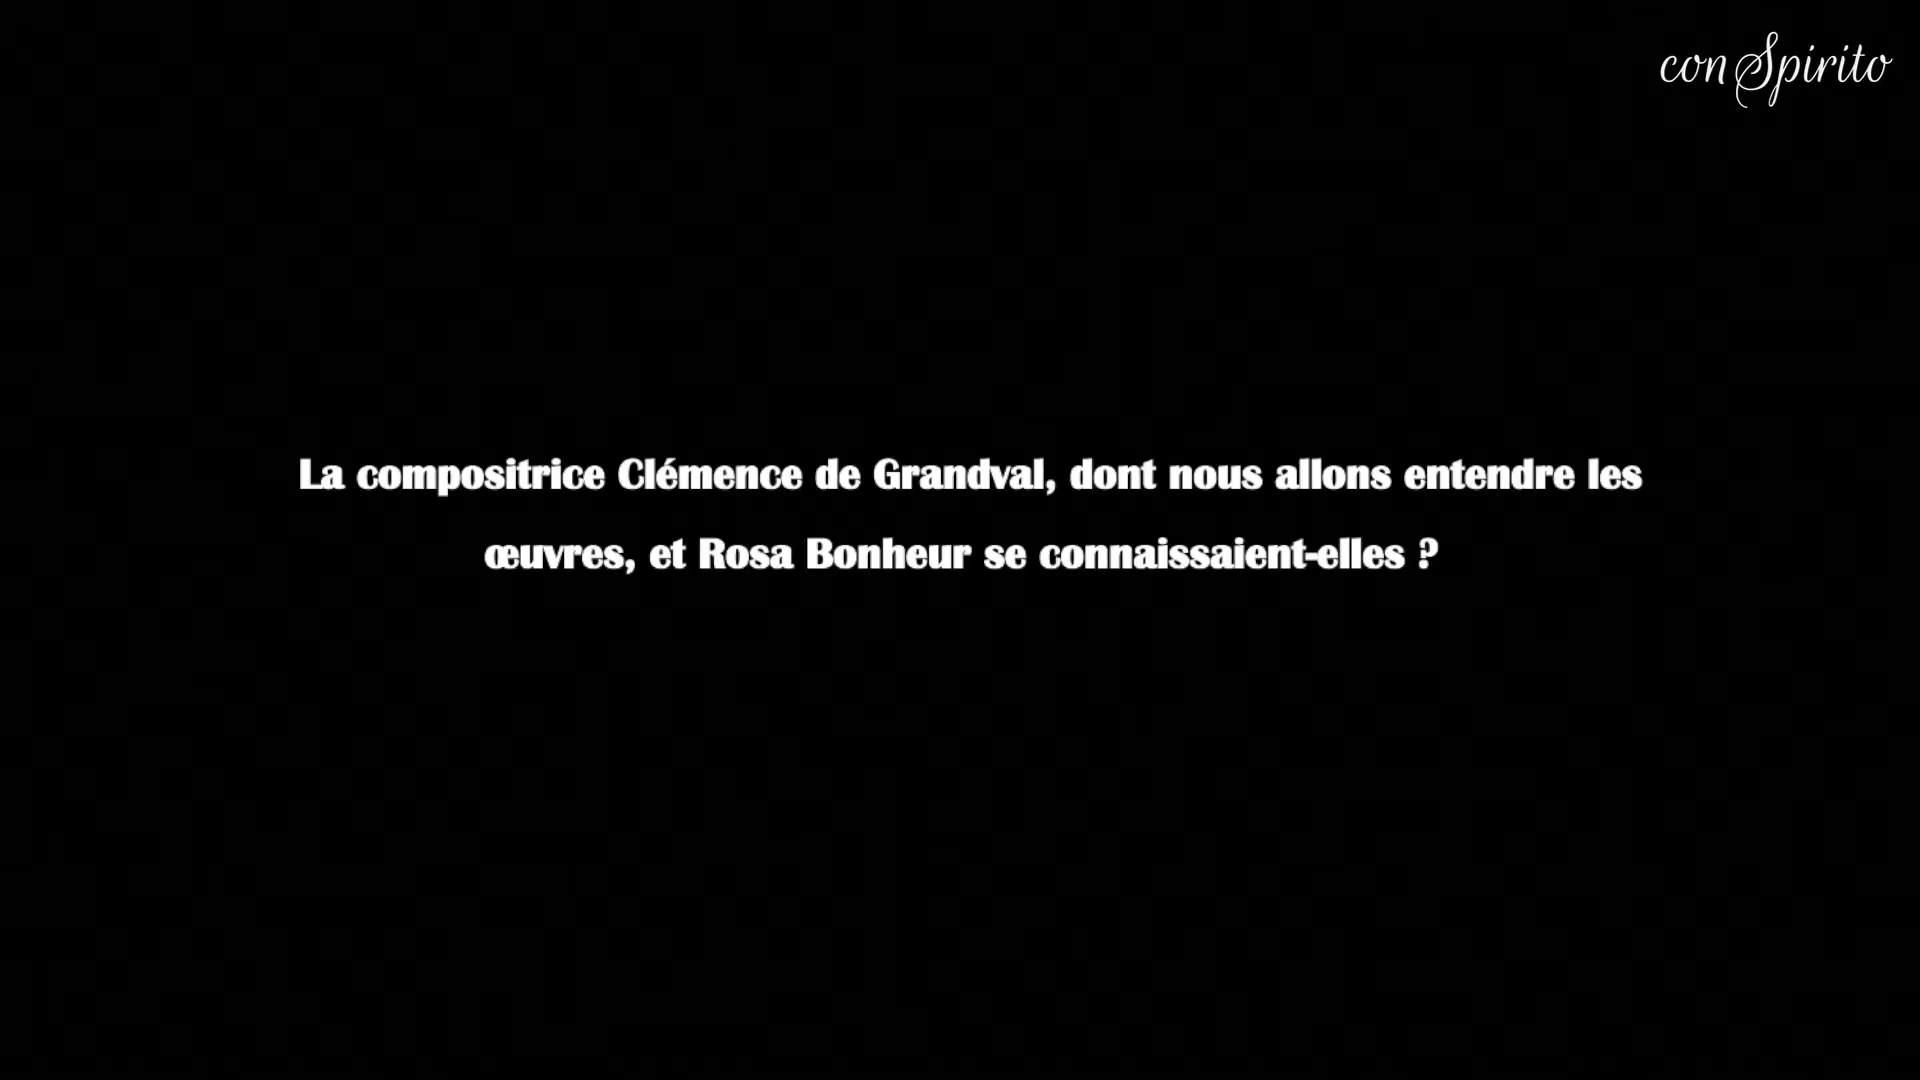 con Spirito
La compositrice Clémence de Grandval, dont nous allons entendre les
œuvres, et Rosa Bonheur se connaissaient-elles ?